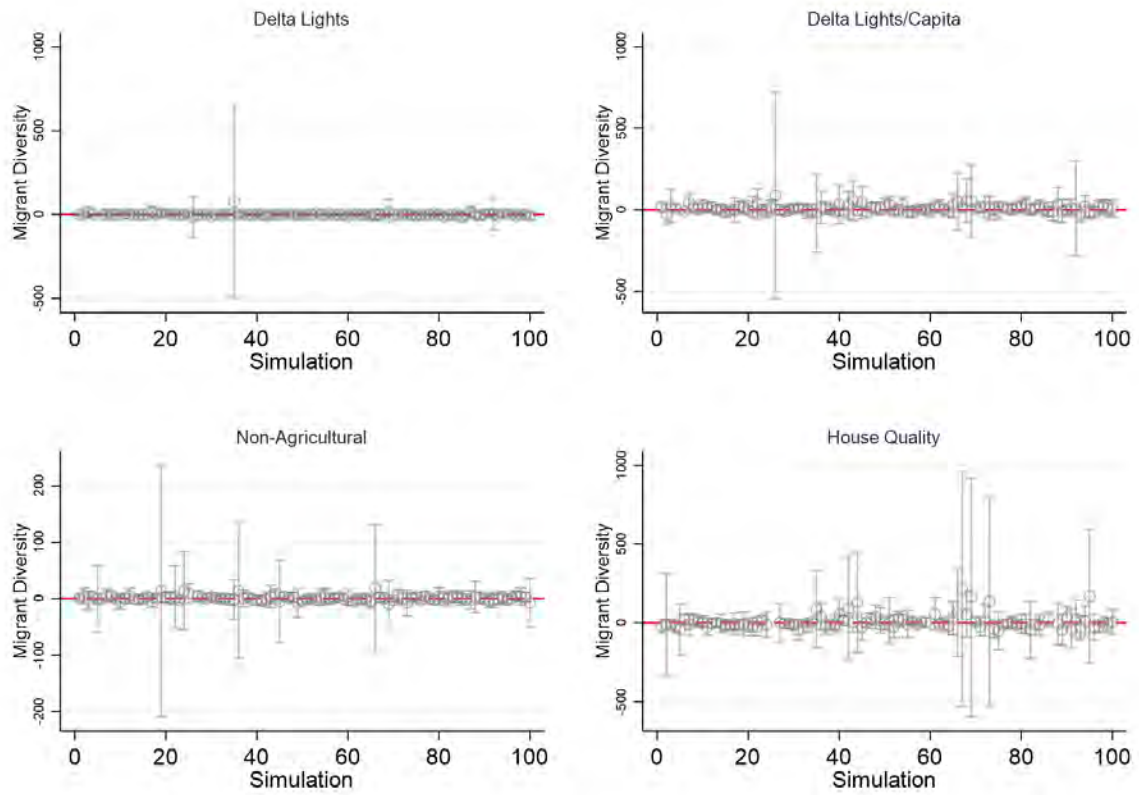 Delta Lights
Migrant Diversity
1000
500
0
-500
0 20 40 60 80 100
Simulation
Delta Lights/Capita
Migrant Diversity
1000
500
0
-500
0 20 40 60 80 100
Simulation
Non-Agricultural
Migrant Diversity
200
100
0
-100
-200
0 20 40 60 80 100
Simulation
House Quality
Migrant Diversity
1000
500
0
-500
0 20 40 60 80 100
Simulation